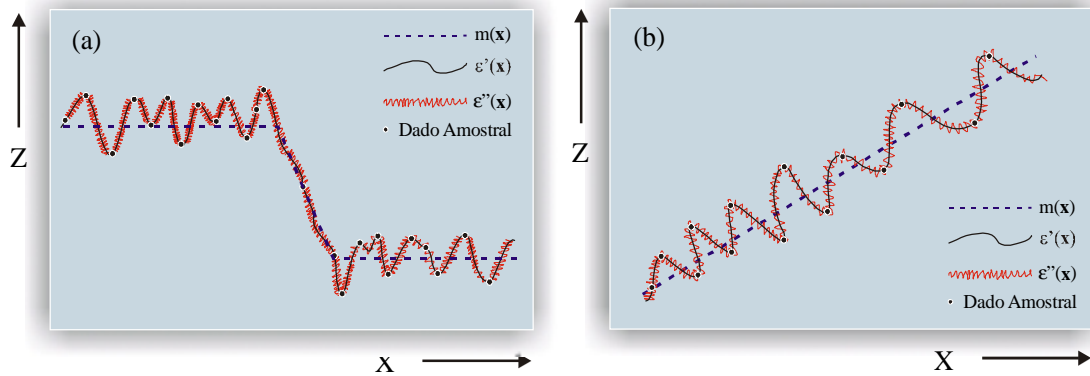 (a)
m(x)
ε'(x)
ε''(x)
Dado Amostral
Z
X
(b)
m(x)
ε'(x)
ε''(x)
Dado Amostral
Z
X